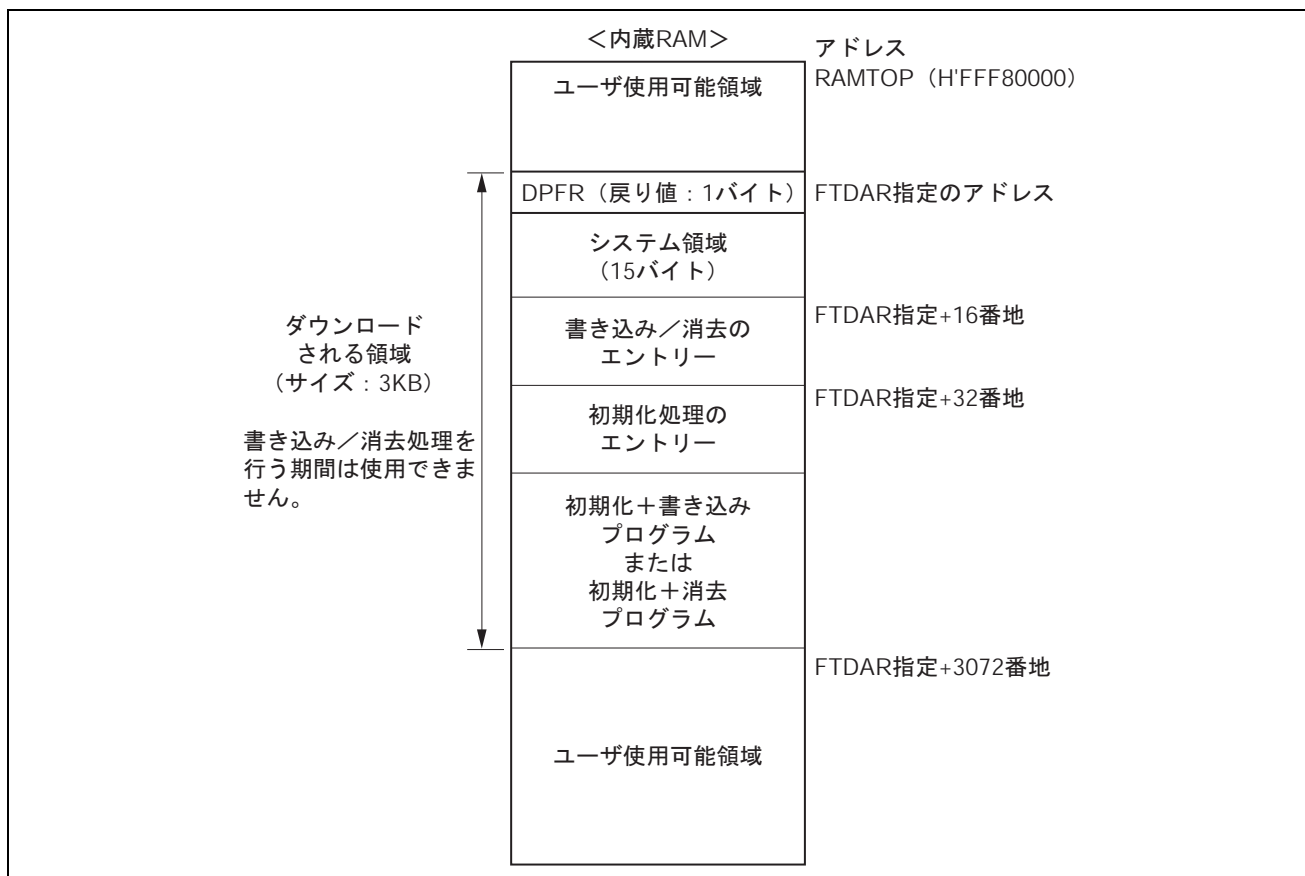 ＜内蔵RAM＞
アドレス
ユーザ使用可能領域
RAMTOP（H'FFF80000）
DPFR（戻り値：1バイト）
FTDAR指定のアドレス
システム領域
（15バイト）
FTDAR指定+16番地
書き込み／消去の
エントリー
FTDAR指定+32番地
初期化処理の
エントリー
ダウンロード
される領域
（サイズ：3KB）
書き込み／消去処理を
行う期間は使用できま
せん。
初期化＋書き込み
プログラム
または
初期化＋消去
プログラム
FTDAR指定+3072番地
ユーザ使用可能領域